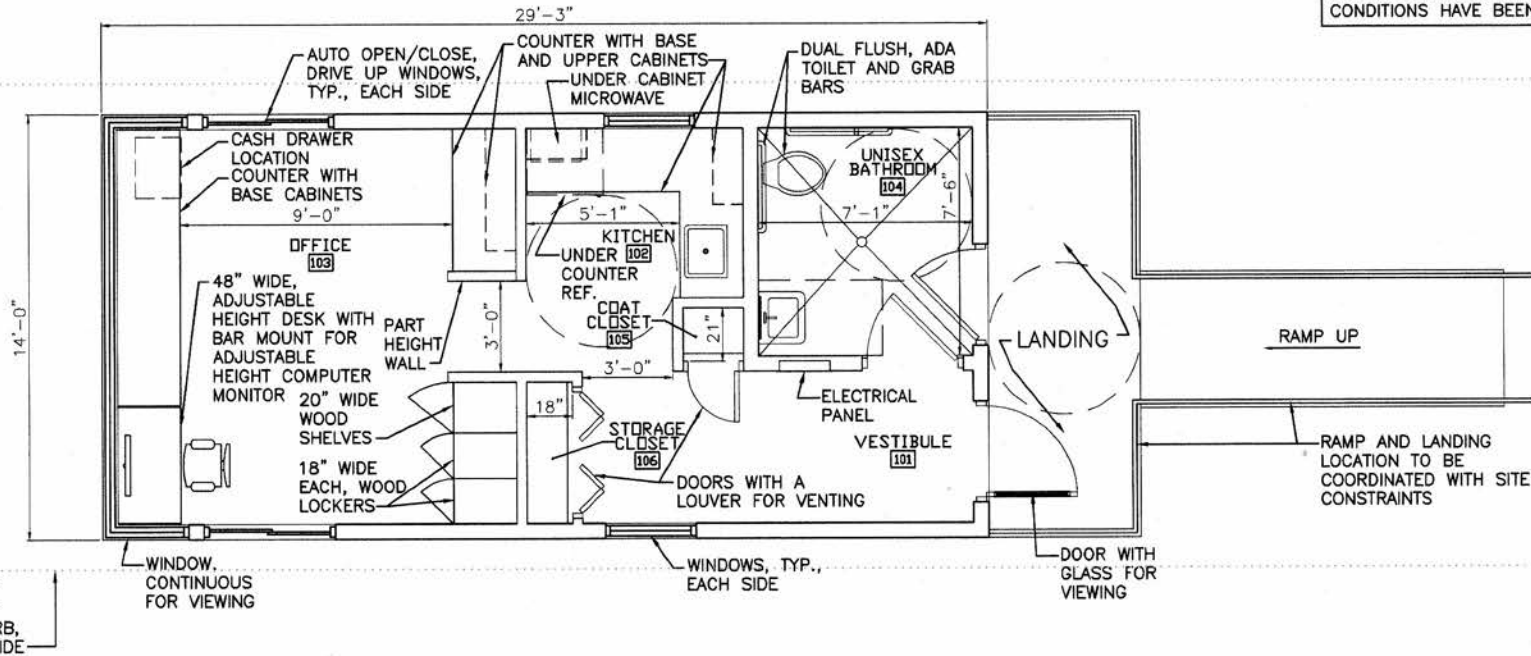 29'-3"
CONDITIONS HAVE BEEN
AUTO OPEN/CLOSE,
DRIVE UP WINDOWS,
TYP., EACH SIDE
COUNTER WITH BASE
AND UPPER CABINETS
UNDER CABINET
MICROWAVE
DUAL FLUSH, ADA
TOILET AND GRAB
BARS
CASH DRAWER
LOCATION
COUNTER WITH
BASE CABINETS
9'-0"
OFFICE
103
5'-1"
KITCHEN
102
UNDER
COUNTER
REF.
UNISEX
BATHROOM
104
7'-1"
7'-6"
14'-0"
48" WIDE,
ADJUSTABLE
HEIGHT DESK WITH
BAR MOUNT FOR
ADJUSTABLE
HEIGHT COMPUTER
MONITOR
PART
HEIGHT
WALL
3'-0"
COAT
CLOSET
105
21"
3'-0"
LANDING
RAMP UP
20" WIDE
WOOD
SHELVES
18" WIDE
EACH, WOOD
LOCKERS
18"
STORAGE
CLOSET
106
ELECTRICAL
PANEL
VESTIBULE
101
DOORS WITH A
LOUVER FOR VENTING
RAMP AND LANDING
LOCATION TO BE
COORDINATED WITH SITE
CONSTRAINTS
WINDOW,
CONTINUOUS
FOR VIEWING
WINDOWS, TYP.,
EACH SIDE
DOOR WITH
GLASS FOR
VIEWING
RB,
IDE